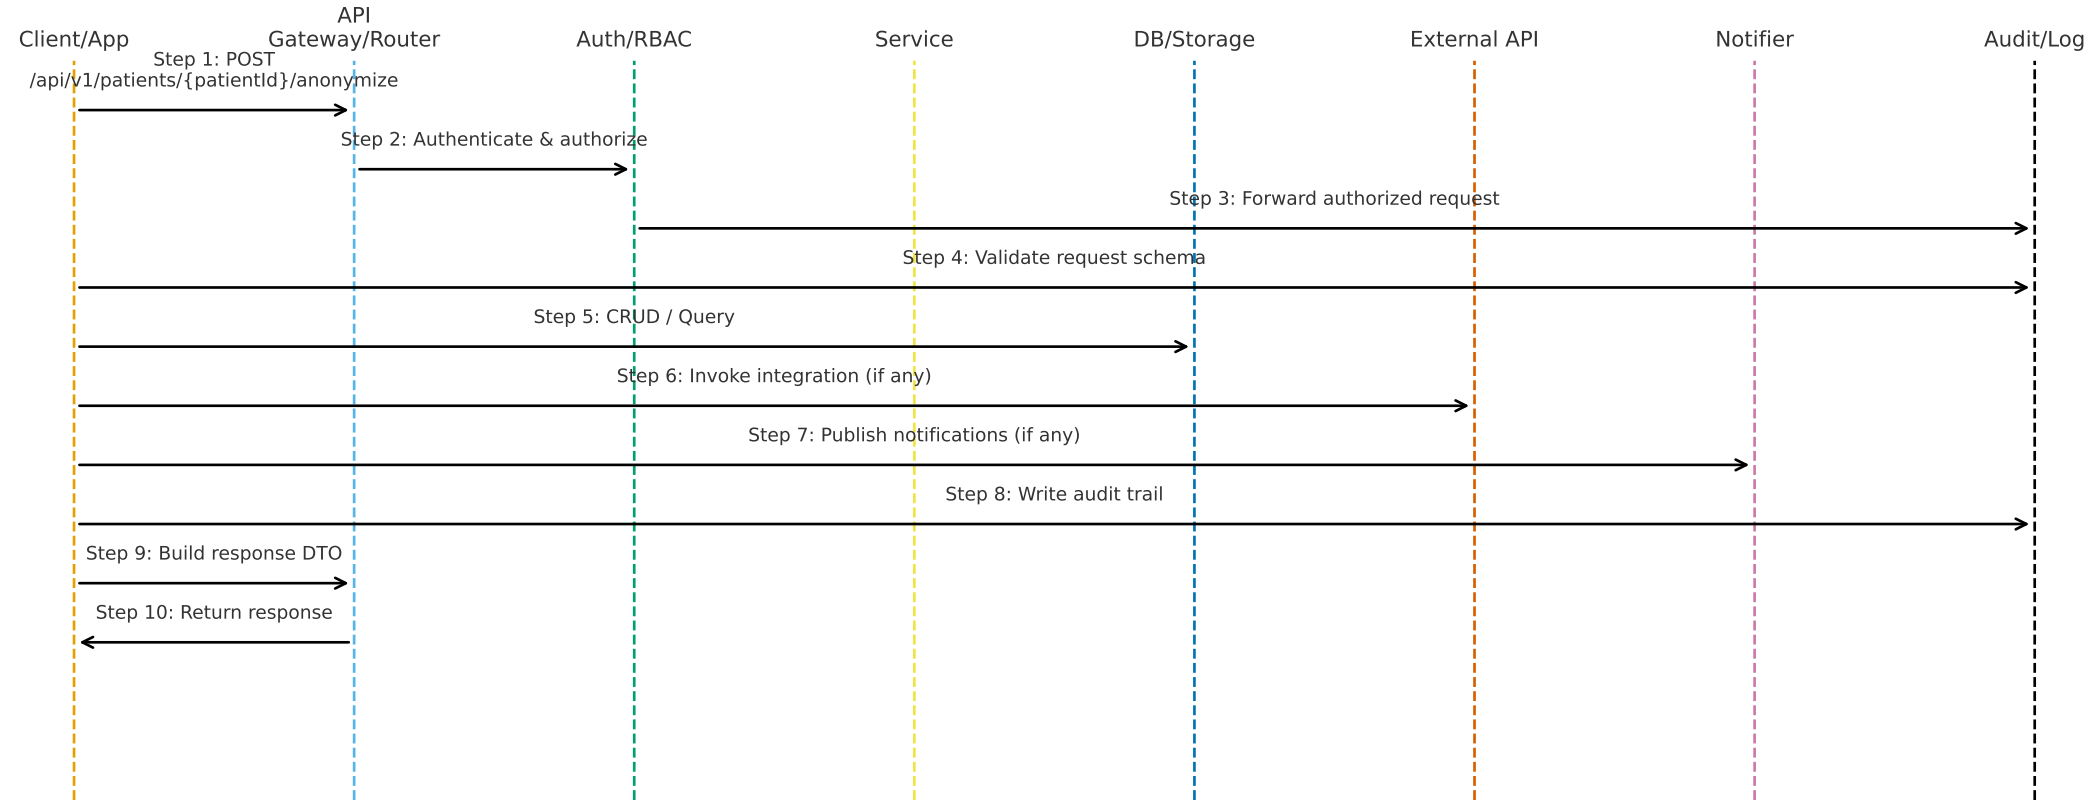 API
Client/App
Gateway/Router
Auth/RBAC
Service
DB/Storage
External API
Notifier
Audit/Log
Step 1: POST
/api/v1/patients/{patientId}/anonymize
Step 2: Authenticate & authorize
Step 3: Forward authorized request
Step 4: Validate request schema
Step 5: CRUD / Query
Step 6: Invoke integration (if any)
Step 7: Publish notifications (if any)
Step 8: Write audit trail
Step 9: Build response DTO
Step 10: Return response